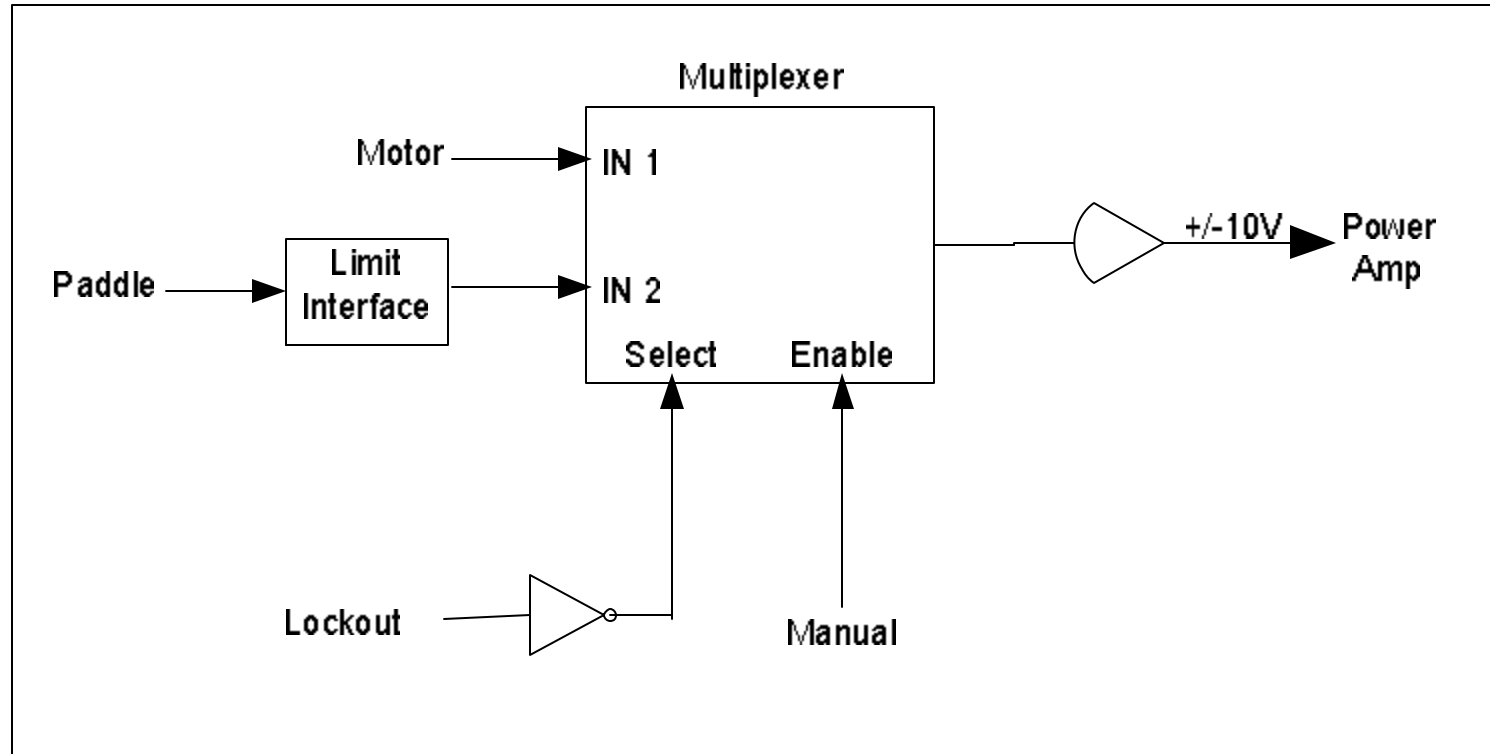 Multiplexer
Motor
IN 1
+/-10V
Power
Amp
Limit
Interface
Paddle
IN 2
Select
Enable
Lockout
Manual